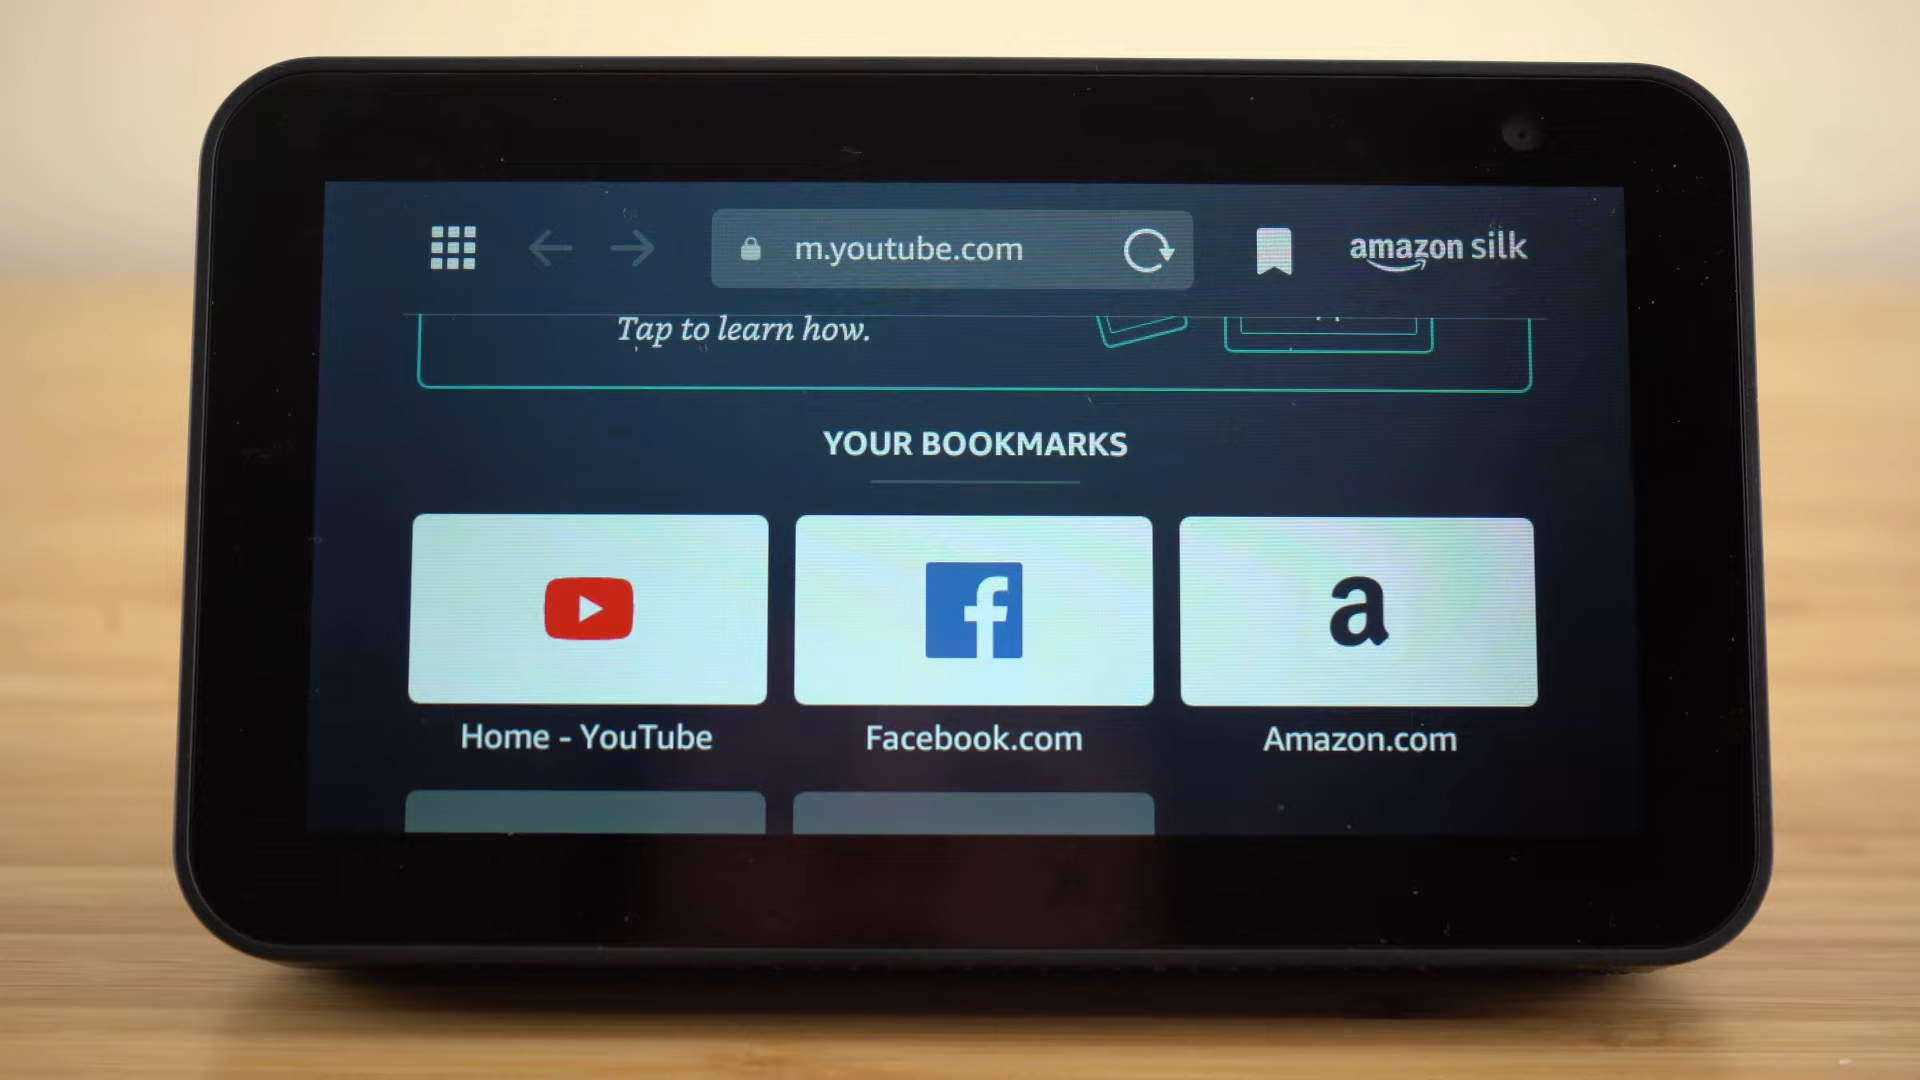 m.youtube.com
amazon silk
Tap to learn how.
YOUR BOOKMARKS
f
a
Home - YouTube
Facebook.com
Amazon.com